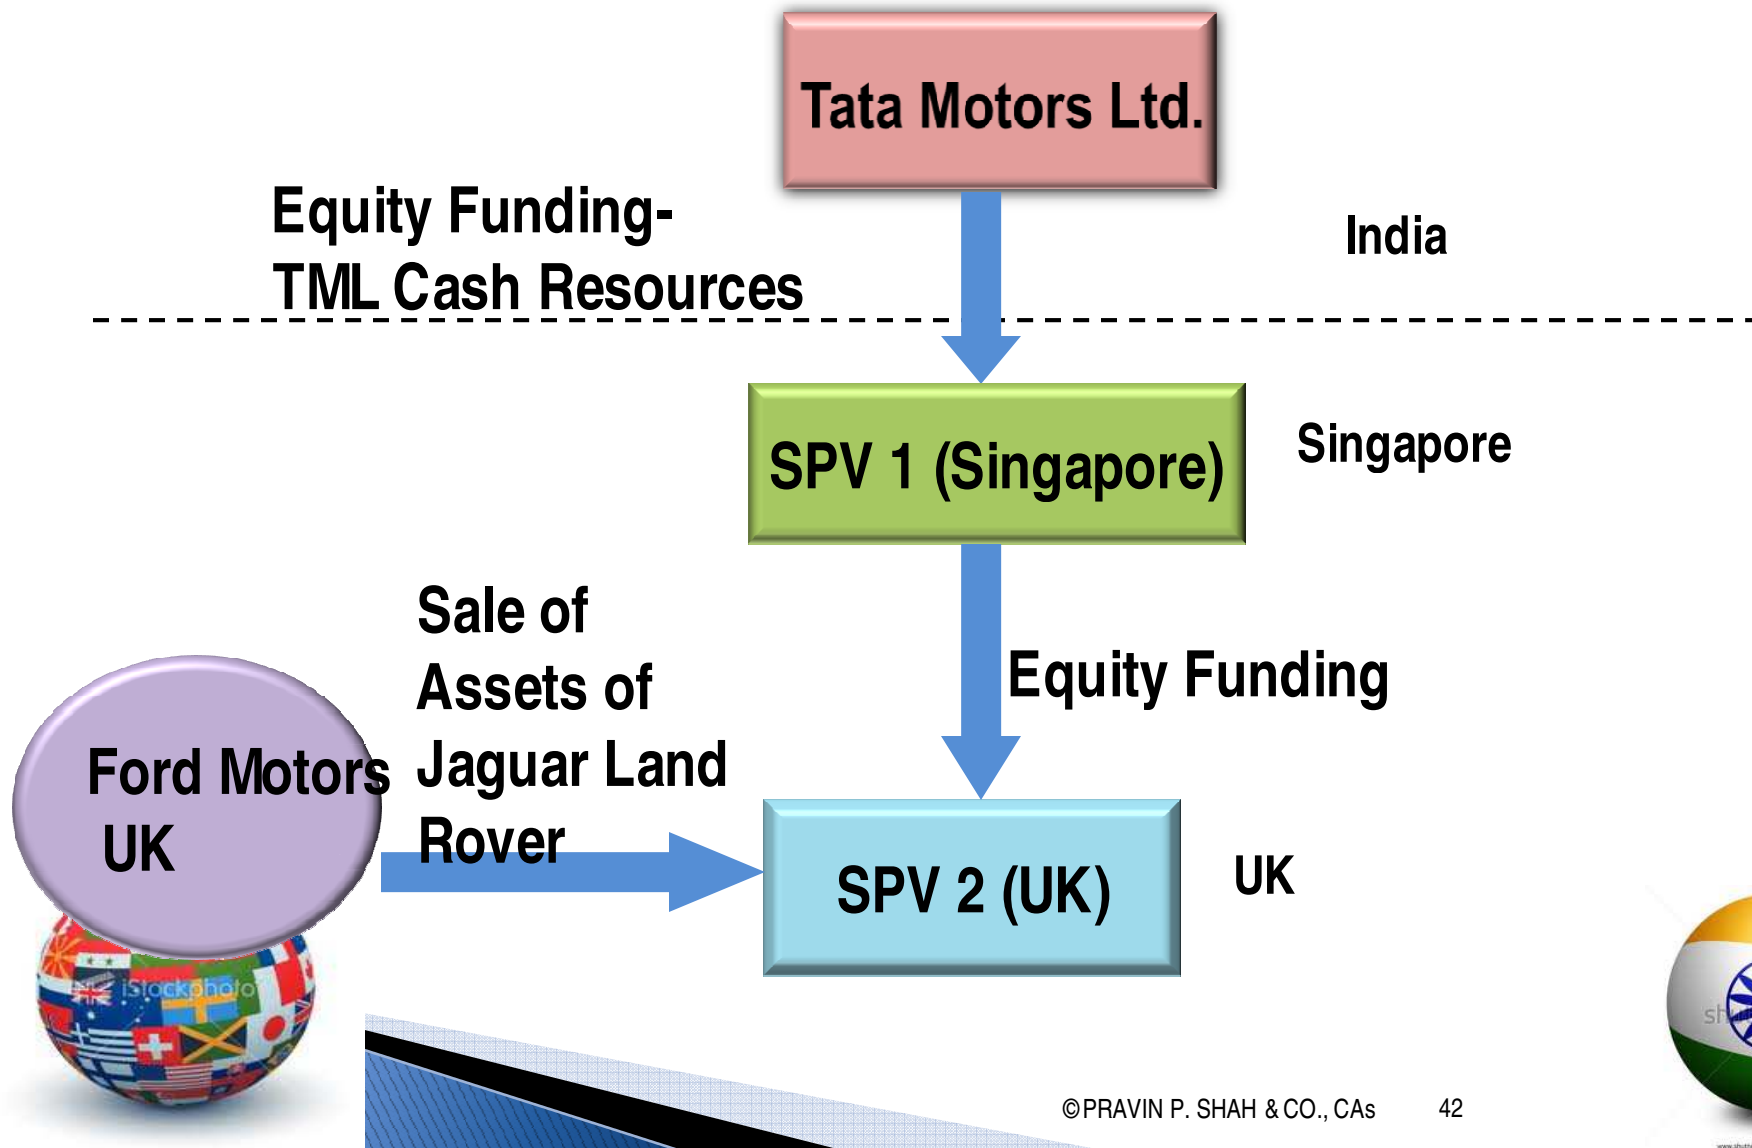 Tata Motors Ltd.
Equity Funding-
TML Cash Resources
India
SPV 1 (Singapore)
Singapore
Sale of
Assets of
Jaguar Land
Rover
Equity Funding
Ford Motors
UK
SPV 2 (UK)
UK
iStockphoto
©PRAVIN P. SHAH & CO., CAs
42